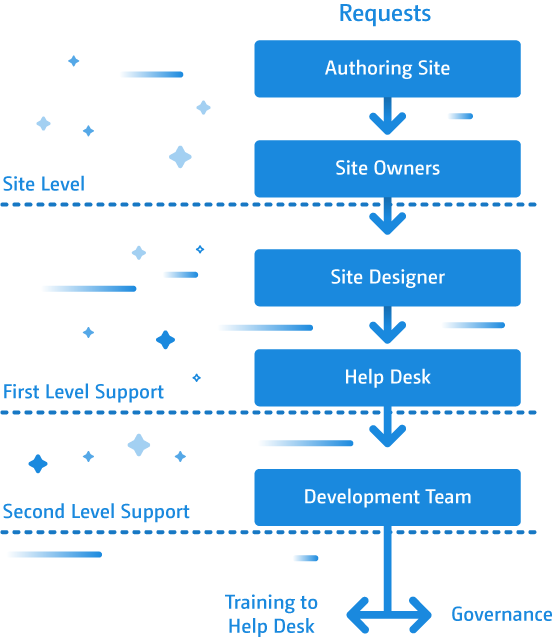 Requests
Authoring Site
Site Owners
Site Level
Site Designer
Help Desk
First Level Support
Development Team
Second Level Support
Training to
Help Desk
Governance